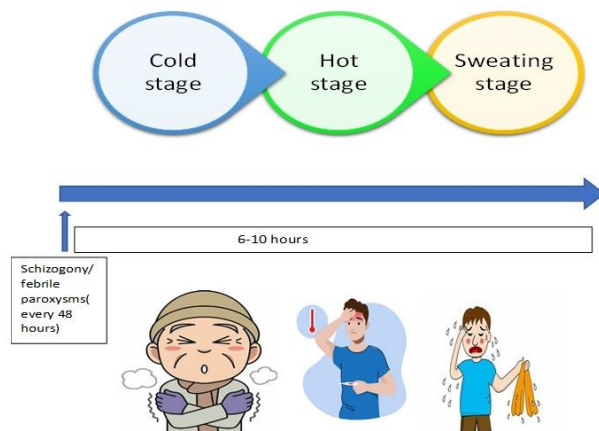 Cold
stage
Hot
stage
Sweating
stage
6-10 hours
Schizogony/
febrile
paroxysms(
every 48
hours)